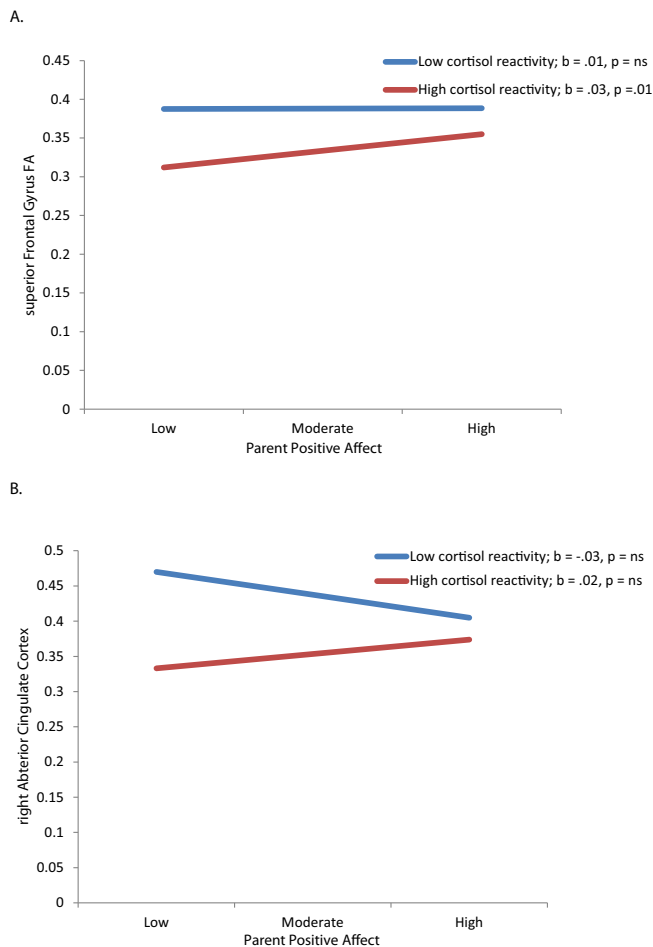 A.
Low cortisol reactivity; b = .01, p = ns
High cortisol reactivity; b = .03, p =.01
superior Frontal Gyrus FA
0.45
0.4
0.35
0.3
0.25
0.2
0.15
0.1
0.05
0
Low Moderate High
Parent Positive Affect
B.
Low cortisol reactivity; b = -.03, p = ns
High cortisol reactivity; b = .02, p = ns
right Abterior Cingulate Cortex
0.5
0.45
0.4
0.35
0.3
0.25
0.2
0.15
0.1
0.05
0
Low Moderate High
Parent Positive Affect